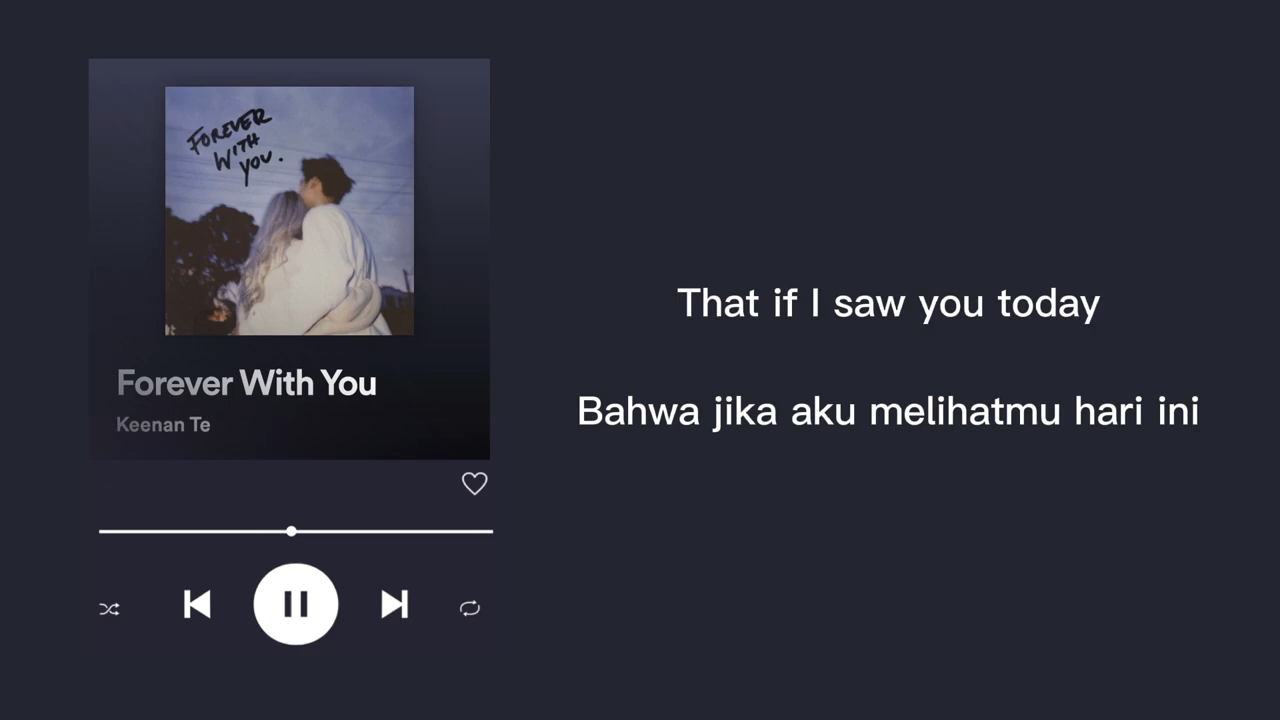 FOREVER
WITH
YOU.
Forever With You
Keenan Te
That if I saw you today
Bahwa jika aku melihatmu hari ini